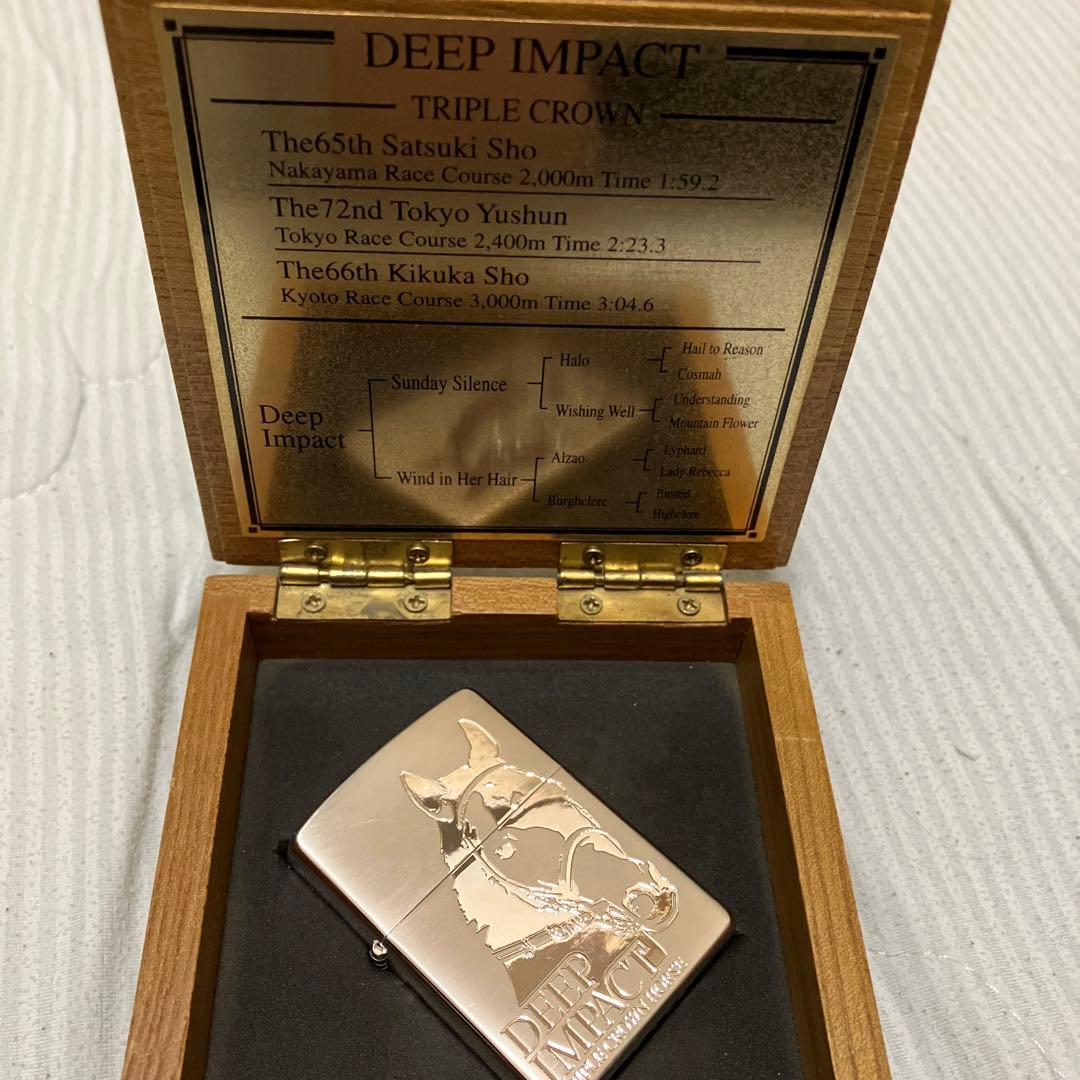 DEEP IMPACT
TRIPLE CROWN
The65th Satsuki Sho
Nakayama Race Course 2,000m Time 1:59.2
The72nd Tokyo Yushun
Tokyo Race Course 2,400m Time 2:23.3
The66th Kikuka Sho
Kyoto Race Course 3,000m Time 3:04.6
Deep
Impact
Sunday Silence
Wind in Her Hair
Halo
Wishing Well
Alzao
Burghclere
Hail to Reason
Cosmah
Understanding
Mountain Flower
Lyphard
Lady Rebecca
Busted
Highclere
DEEP
IMPACT
CROWN HORSE